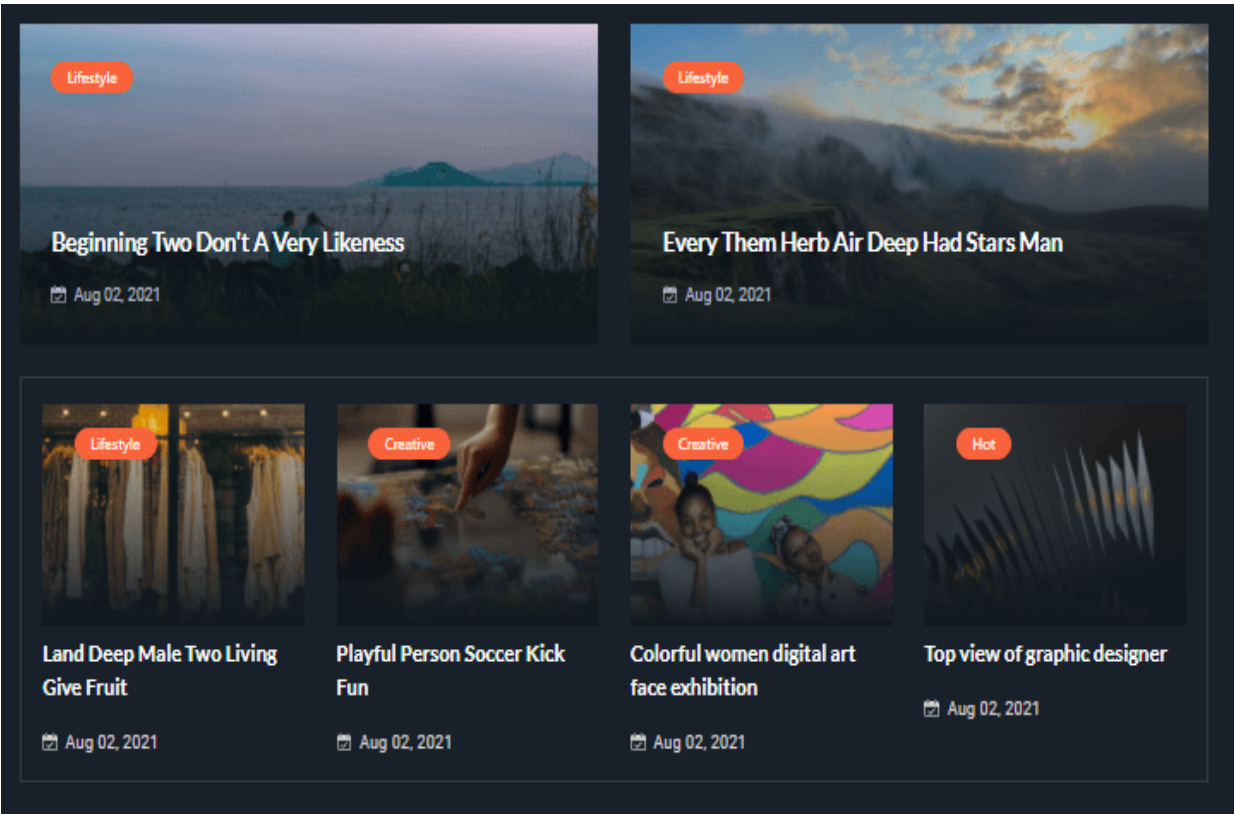 Lifestyle
Beginning Two Don't A Very Likeness
Aug 02, 2021
Lifestyle
Every Them Herb Air Deep Had Stars Man
Aug 02, 2021
Lifestyle
Land Deep Male Two Living
Give Fruit
Aug 02, 2021
Creative
Playful Person Soccer Kick
Fun
Aug 02, 2021
Creative
Colorful women digital art
face exhibition
Aug 02, 2021
Hot
Top view of graphic designer
Aug 02, 2021